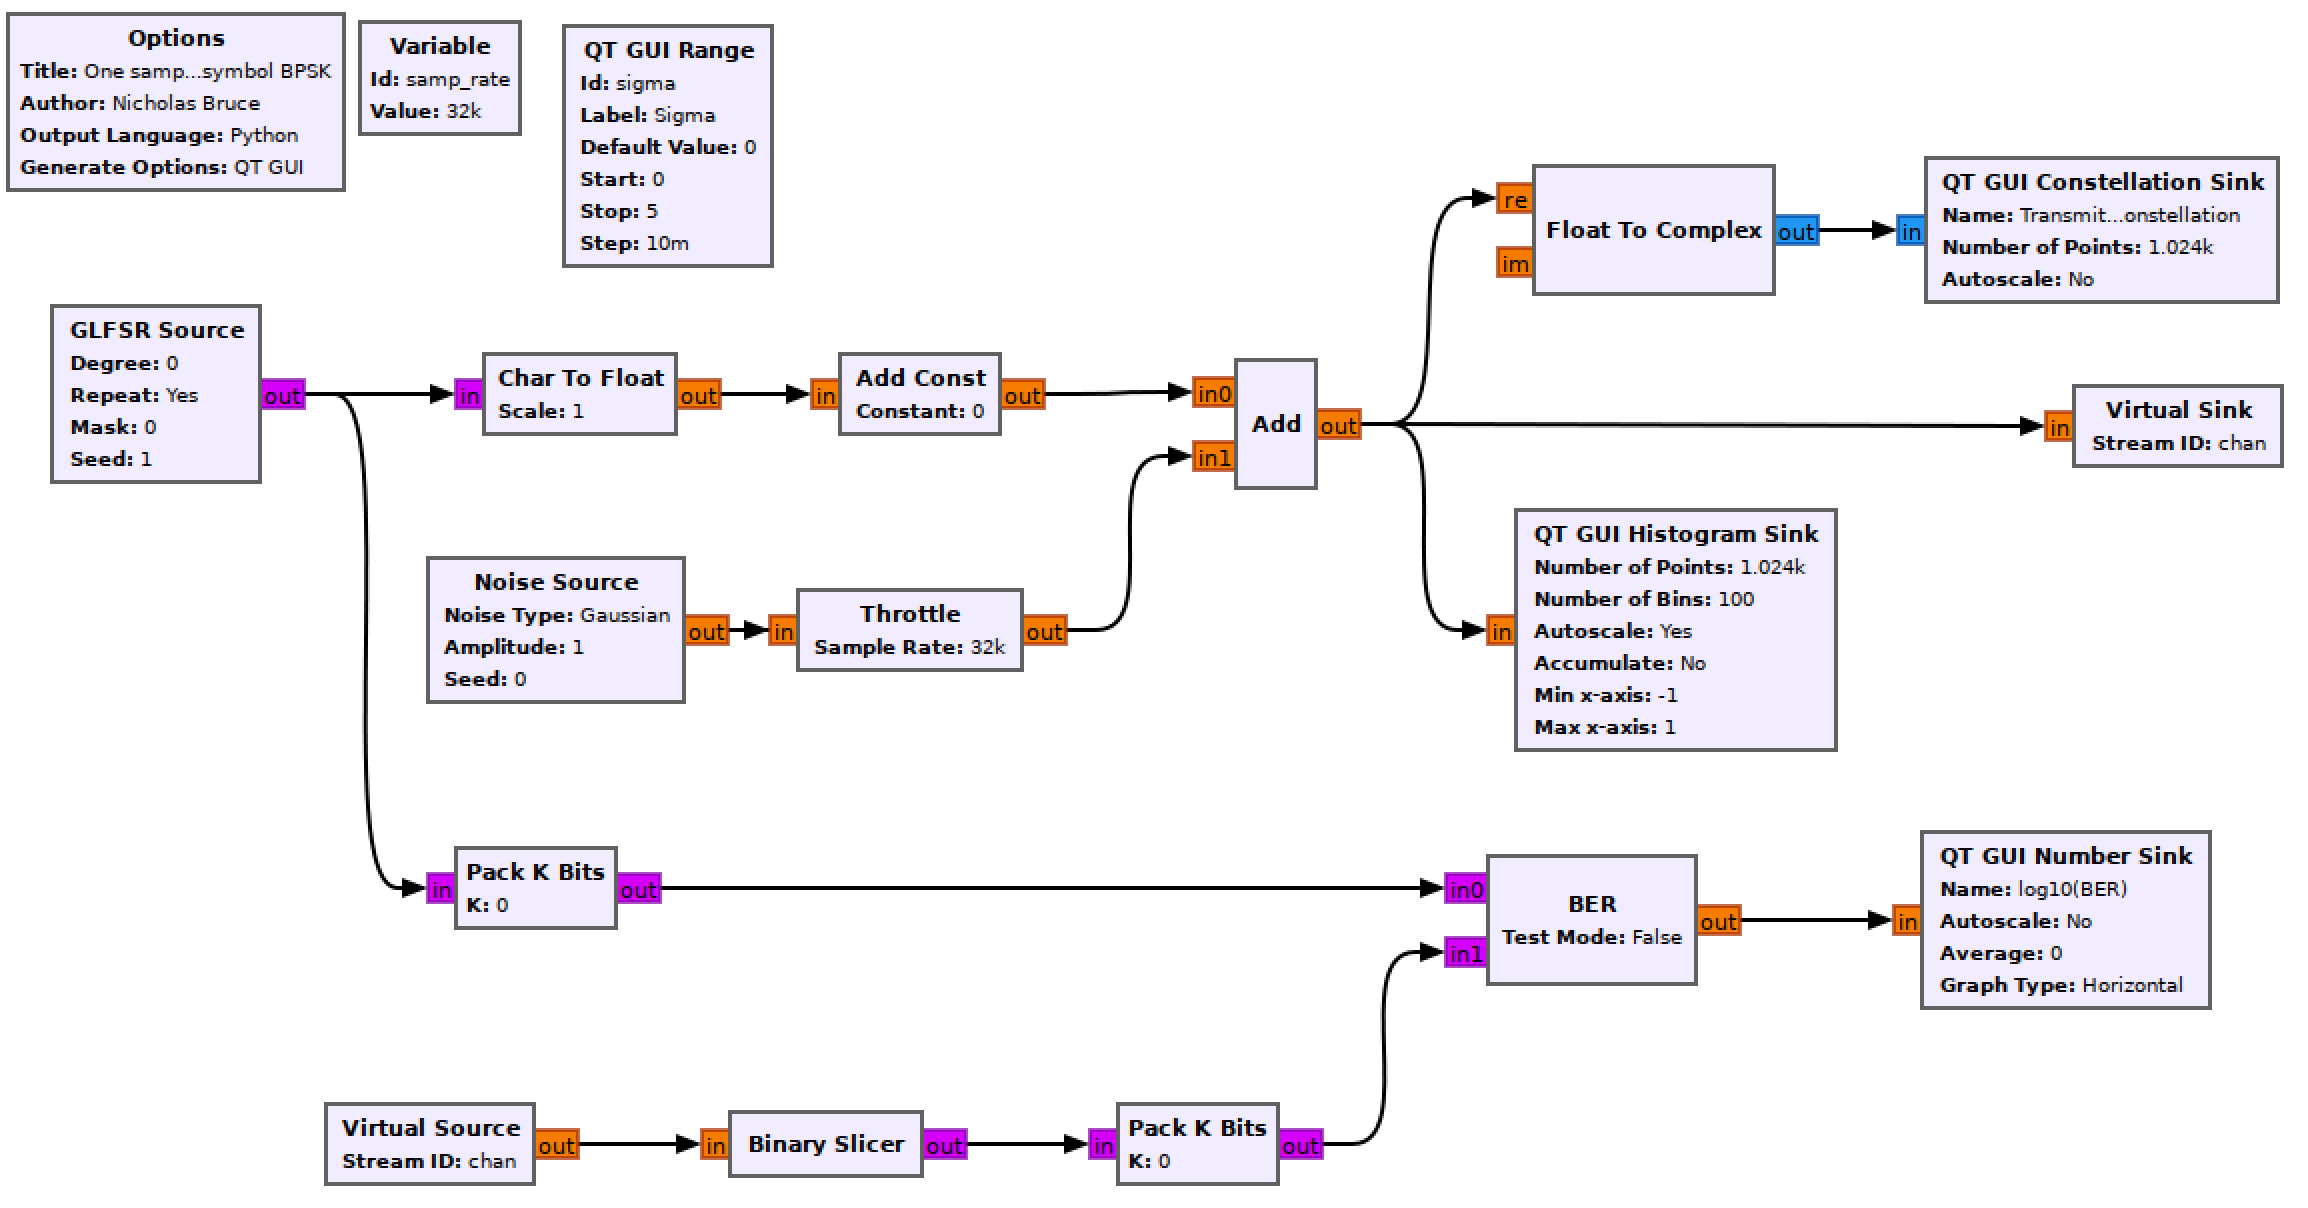 Options
Title: One samp...symbol BPSK
Author: Nicholas Bruce
Output Language: Python
Generate Options: QT GUI
Variable
Id: samp_rate
Value: 32k
QT GUI Range
Id: sigma
Label: Sigma
Default Value: 0
Start: 0
Stop: 5
Step: 10m
re
im
Float To Complex
out
in
QT GUI Constellation Sink
Name: Transmit...onstellation
Number of Points: 1.024k
Autoscale: No
GLFSR Source
Degree: 0
Repeat: Yes
Mask: 0
Seed: 1
out
in
Char To Float
Scale: 1
out
in
Add Const
Constant: 0
out
in0
in1
Add
out
in
Virtual Sink
Stream ID: chan
Noise Source
Noise Type: Gaussian
Amplitude: 1
Seed: 0
out
in
Throttle
Sample Rate: 32k
out
in
QT GUI Histogram Sink
Number of Points: 1.024k
Number of Bins: 100
Autoscale: Yes
Accumulate: No
Min x-axis: -1
Max x-axis: 1
in
Pack K Bits
K: 0
out
in0
in1
BER
Test Mode: False
out
in
QT GUI Number Sink
Name: log10(BER)
Autoscale: No
Average: 0
Graph Type: Horizontal
Virtual Source
Stream ID: chan
out
in
Binary Slicer
out
in
Pack K Bits
K: 0
out